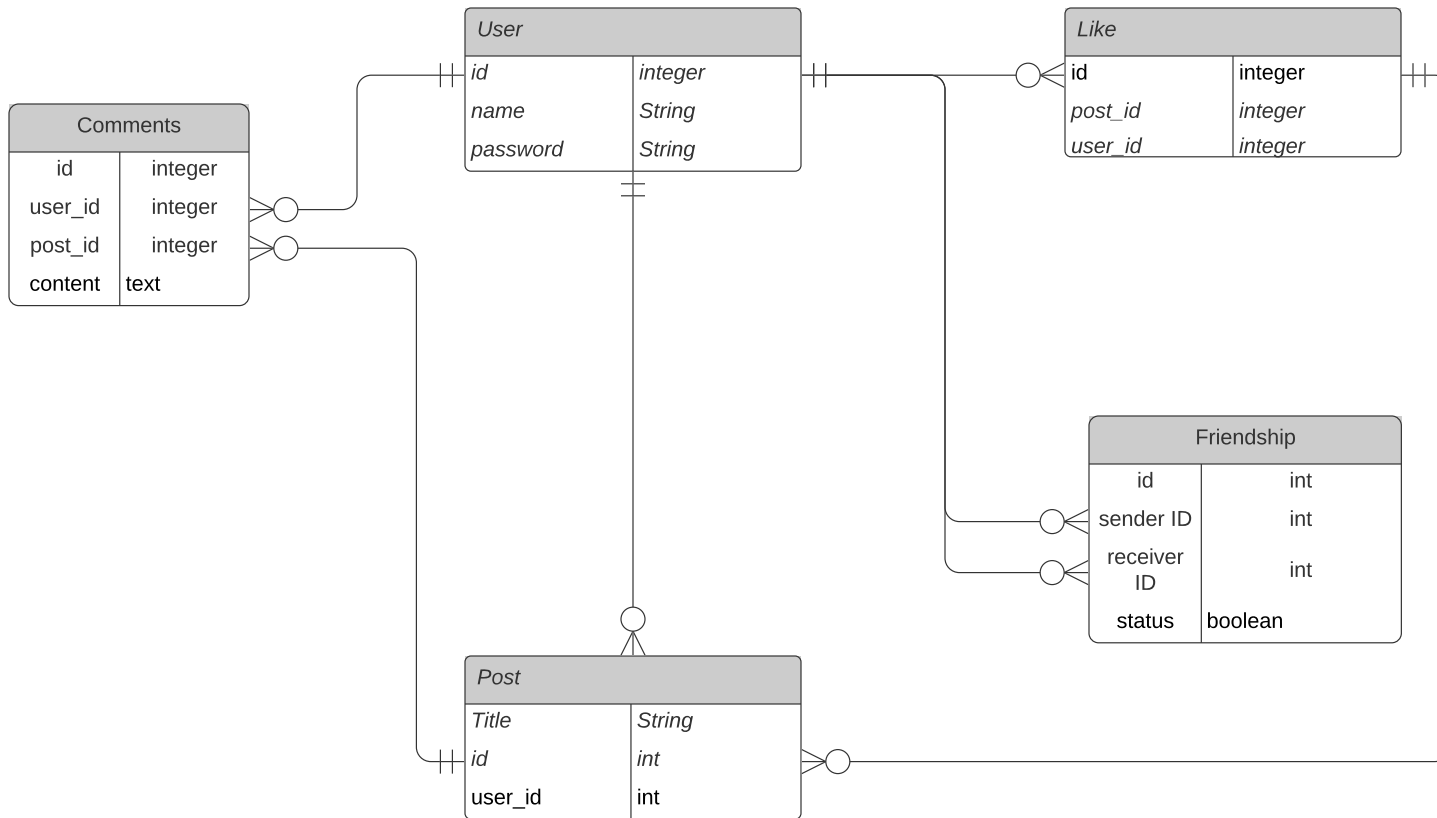 User
id integer
name String
password String
Like
id integer
post_id integer
user_id integer
Comments
id integer
user_id integer
post_id integer
content text
Friendship
id int
sender ID int
receiver
ID
int
status boolean
Post
Title String
id int
user_id int